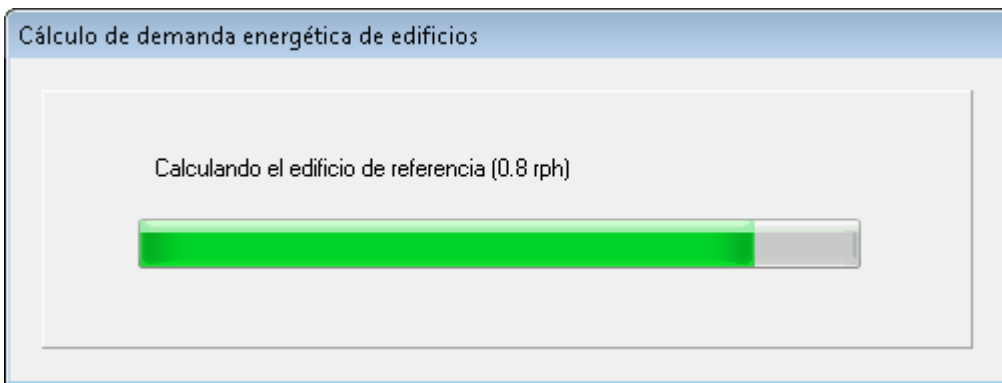 Cálculo de demanda energética de edificios
Calculando el edificio de referencia (0.8 rph)